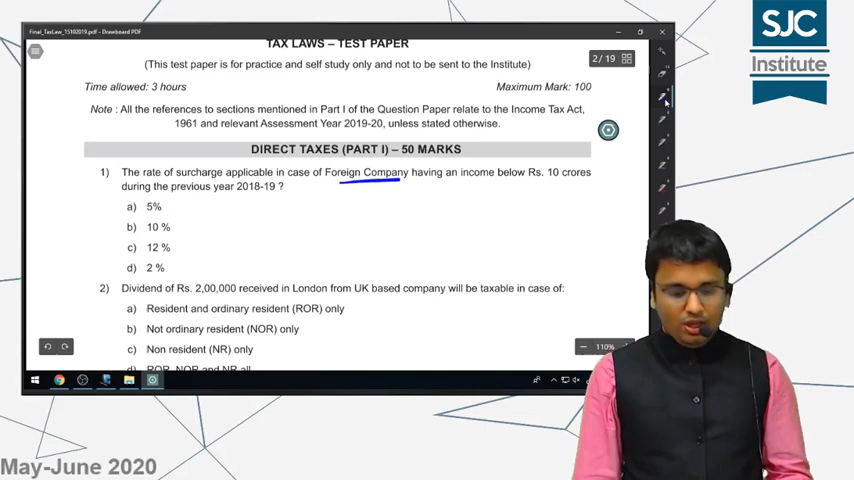 SJC
Institute
Final_TaxLaw_15102019.pdf - Drawboard PDF
TAX LAWS – TEST PAPER
2 / 19
(This test paper is for practice and self study only and not to be sent to the Institute)
Time allowed: 3 hours
Maximum Mark: 100
Note : All the references to sections mentioned in Part I of the Question Paper relate to the Income Tax Act,
1961 and relevant Assessment Year 2019-20, unless stated otherwise.
DIRECT TAXES (PART I) – 50 MARKS
1) The rate of surcharge applicable in case of Foreign Company having an income below Rs. 10 crores
during the previous year 2018-19 ?
a) 5%
b) 10 %
c) 12 %
d) 2 %
2) Dividend of Rs. 2,00,000 received in London from UK based company will be taxable in case of:
a) Resident and ordinary resident (ROR) only
b) Not ordinary resident (NOR) only
c) Non resident (NR) only
d) ROR, NOR and NR all
110%
May-June 2020